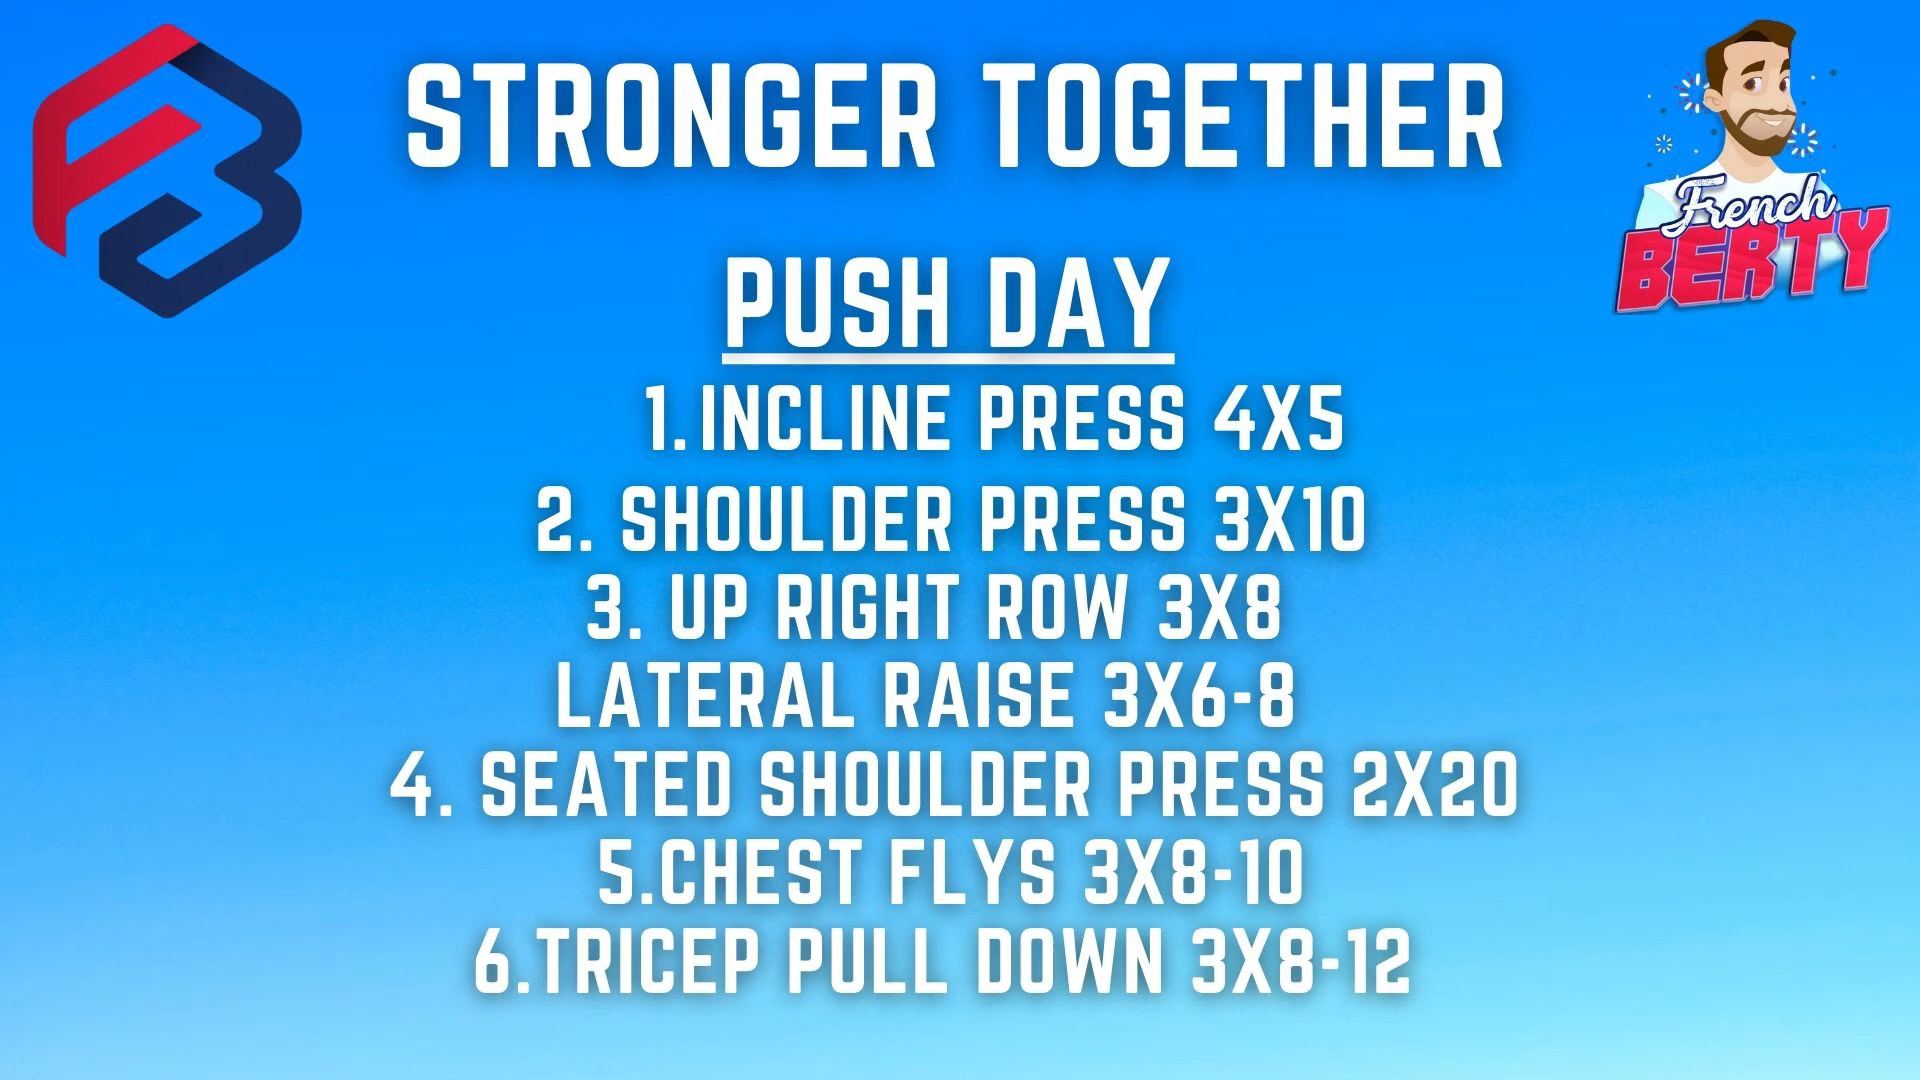 STRONGER TOGETHER
French
BERTY
PUSH DAY
1. INCLINE PRESS 4X5
2. SHOULDER PRESS 3X10
3. UP RIGHT ROW 3X8
LATERAL RAISE 3X6-8
4. SEATED SHOULDER PRESS 2X20
5.CHEST FLYS 3X8-10
6.TRICEP PULL DOWN 3X8-12